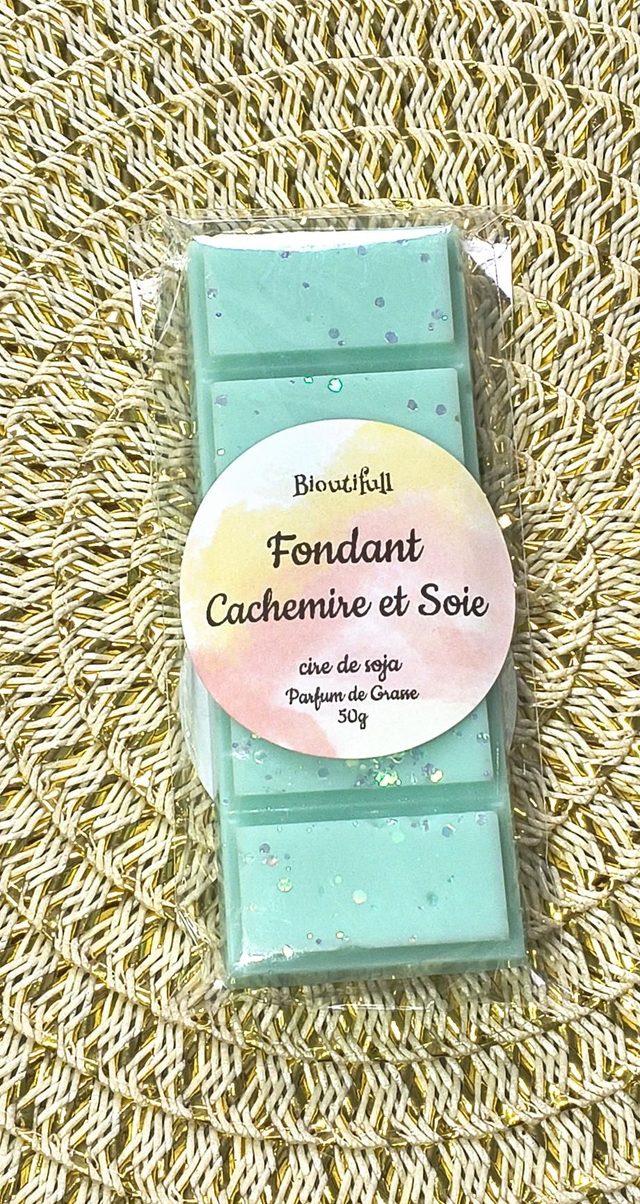 Bioutifull
Fondant
Cachemire et Soie
cire de soja
Parfum de Grasse
50g